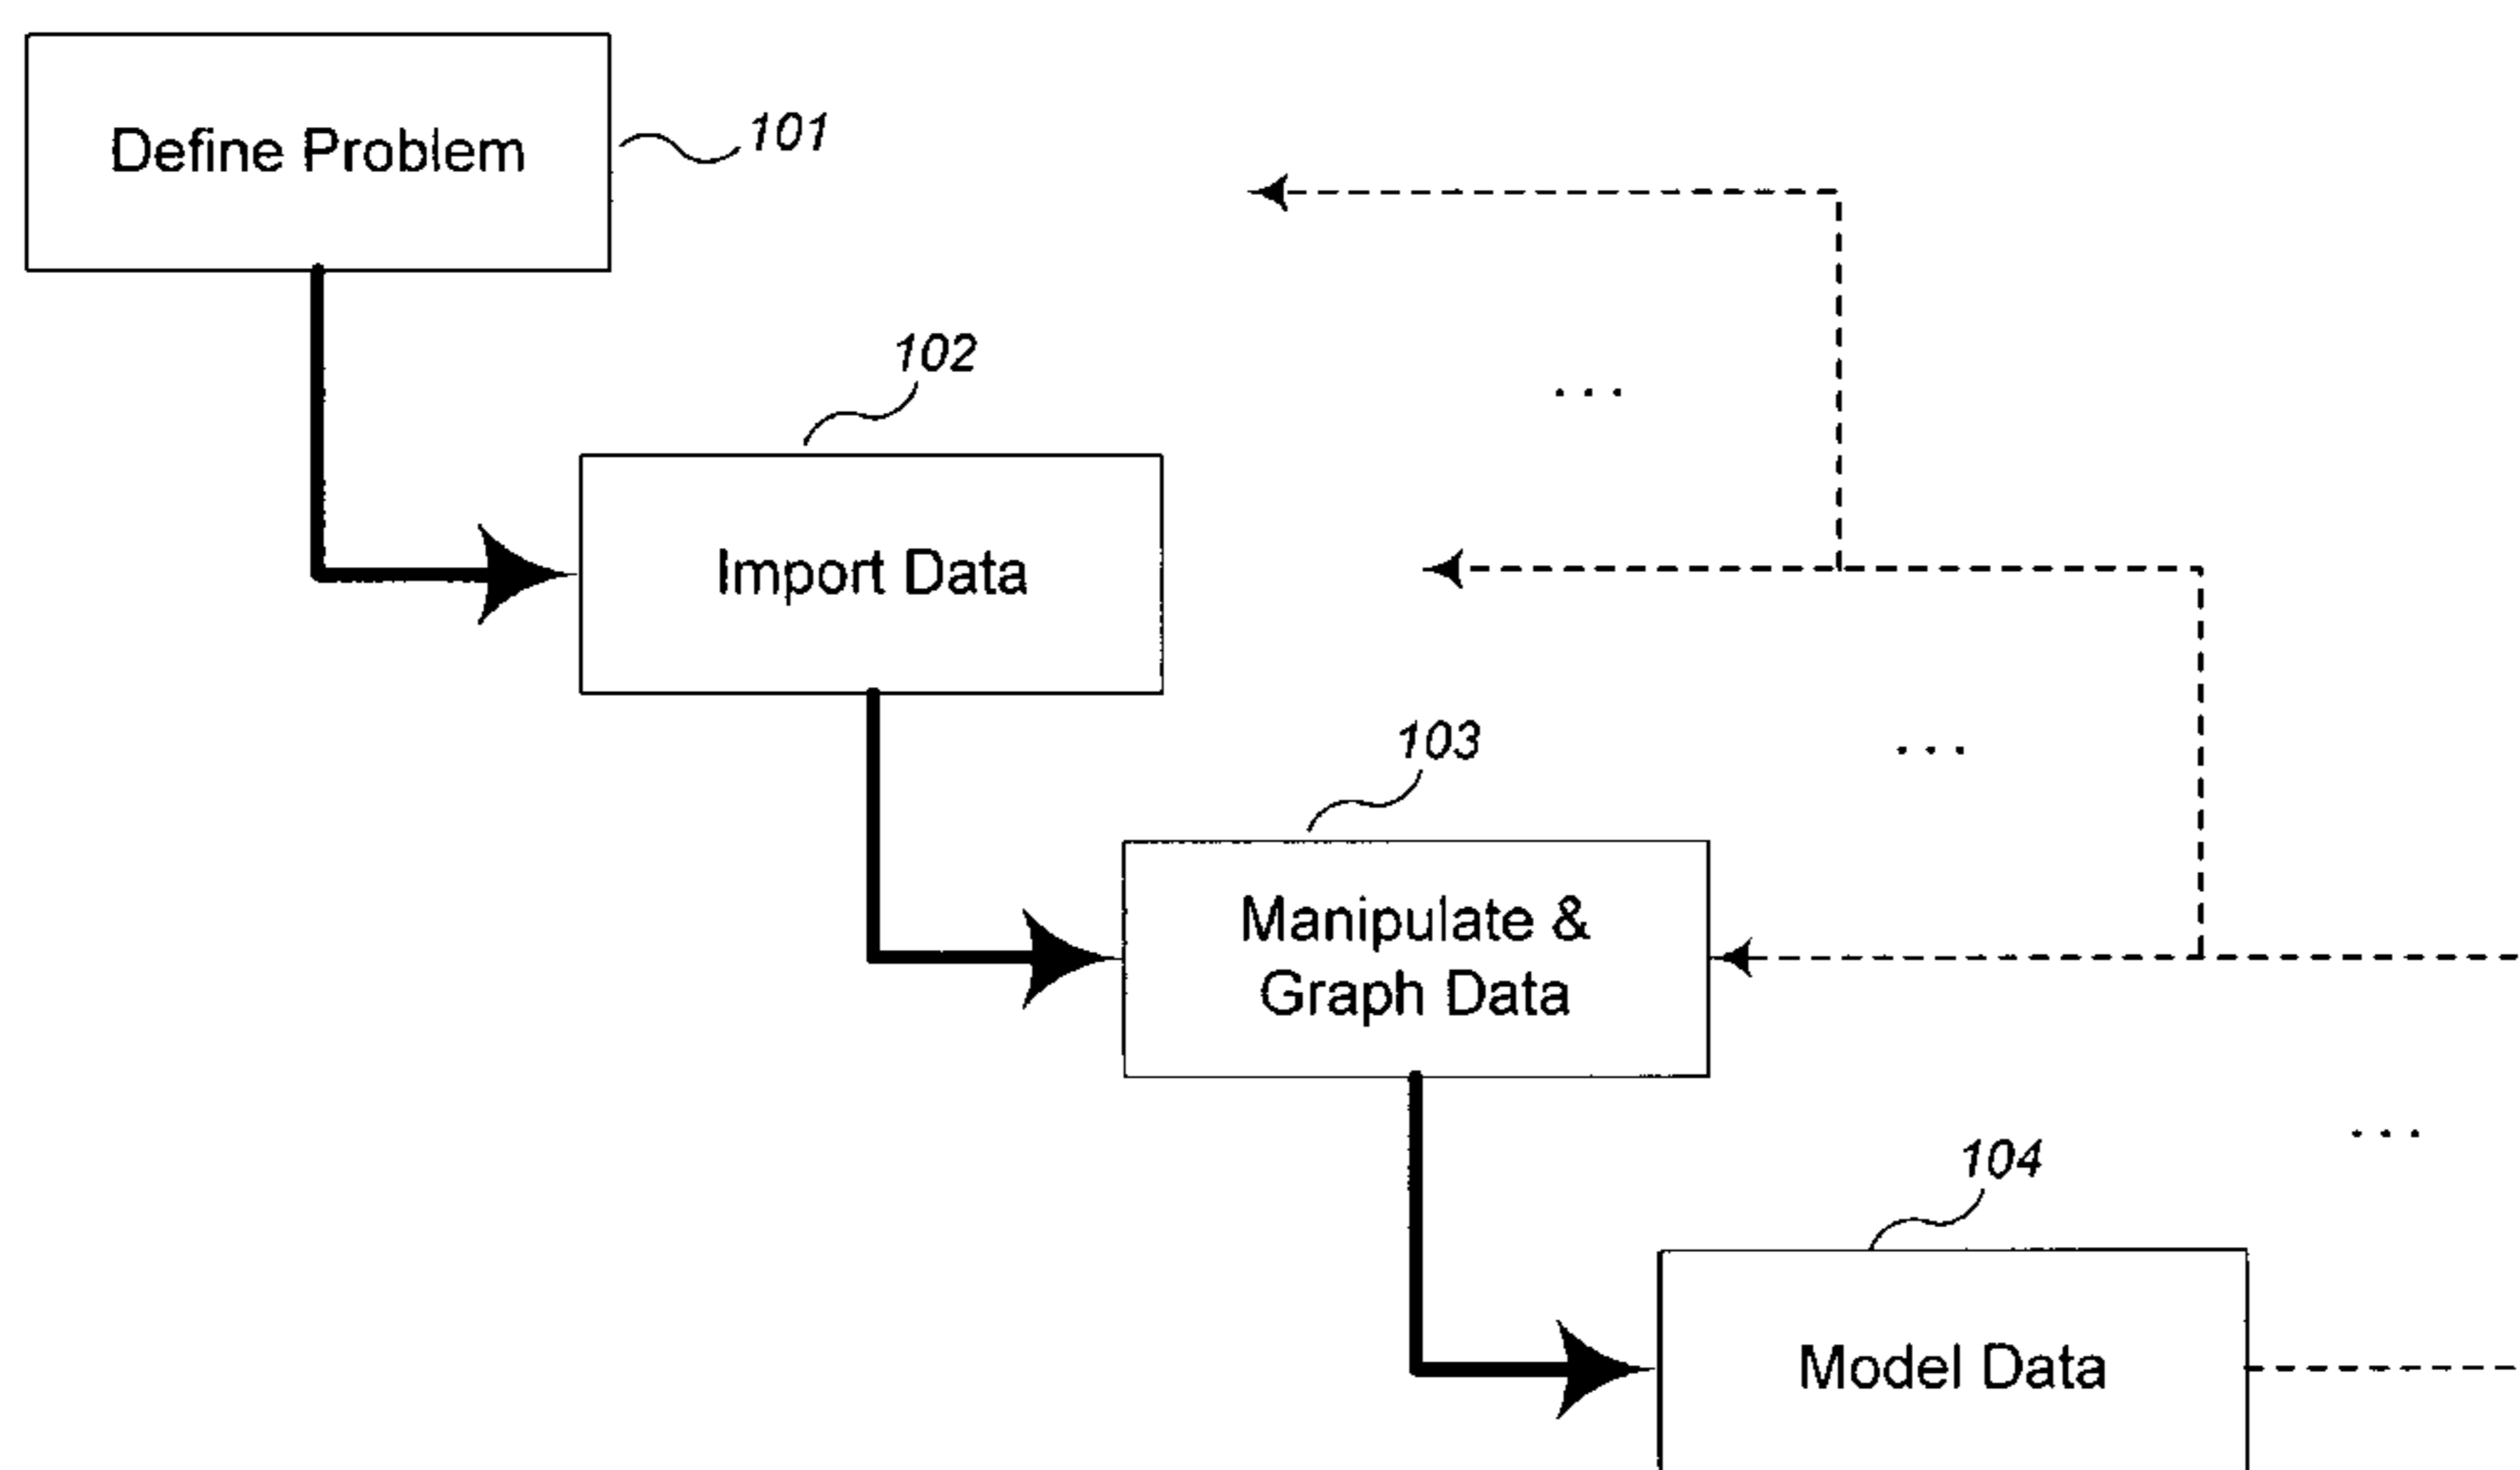 Define Problem
101
102
...
Import Data
103
...
Manipulate &
Graph Data
104
...
Model Data